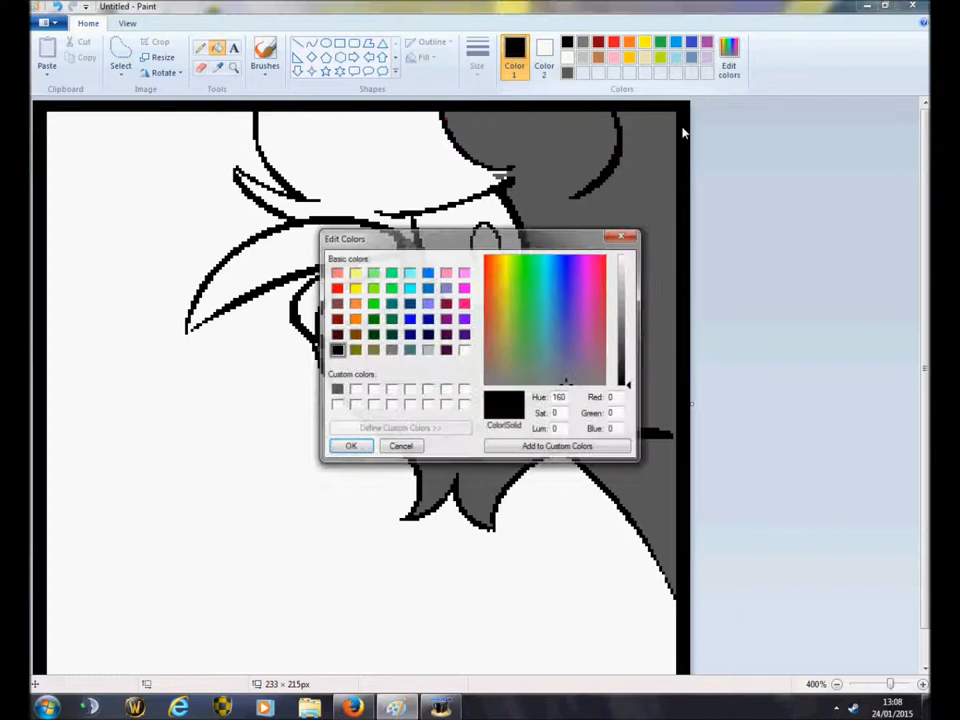 Untitled - Paint
Home View
Paste
Cut
Copy
Clipboard
Select
Crop
Resize
Rotate
Image
A
Tools
Brushes
Shapes
Outline
Fill
Size
Color 1
Color 2
Edit colors
Colors
Edit Colors
Basic colors:
Custom colors:
Define Custom Colors >>
OK Cancel
Color|Solid
Hue: 160 Red: 0
Sat: 0 Green: 0
Lum: 0 Blue: 0
Add to Custom Colors
233 × 215px
400%
13:08
24/01/2015